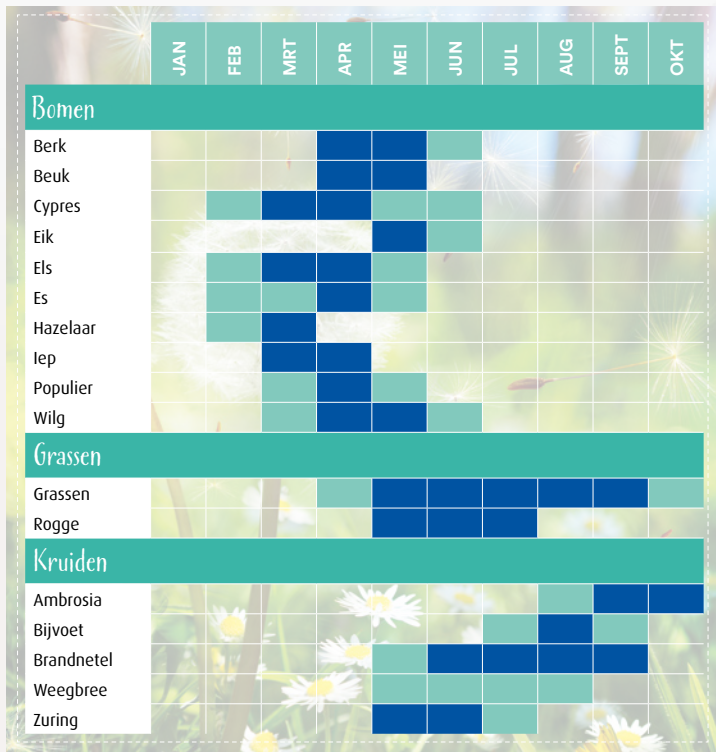 JAN FEB MRT APR MEI JUN JUL AUG SEPT OKT
Bomen
Berk
Beuk
Cypres
Eik
Els
Es
Hazelaar
Iep
Populier
Wilg
Grassen
Grassen
Rogge
Kruiden
Ambrosia
Bijvoet
Brandnetel
Weegbree
Zuring